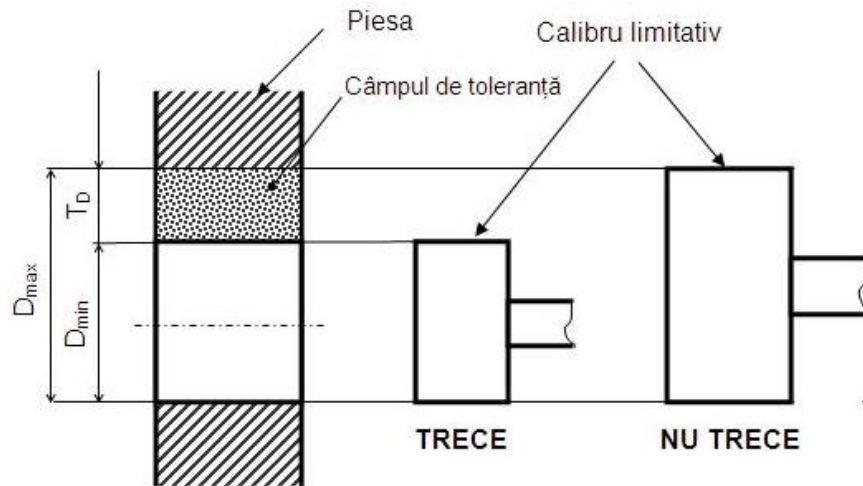 Piesa
Calibru limitativ
Câmpul de toleranță
T_D
D_max
D_min
TRECE
NU TRECE